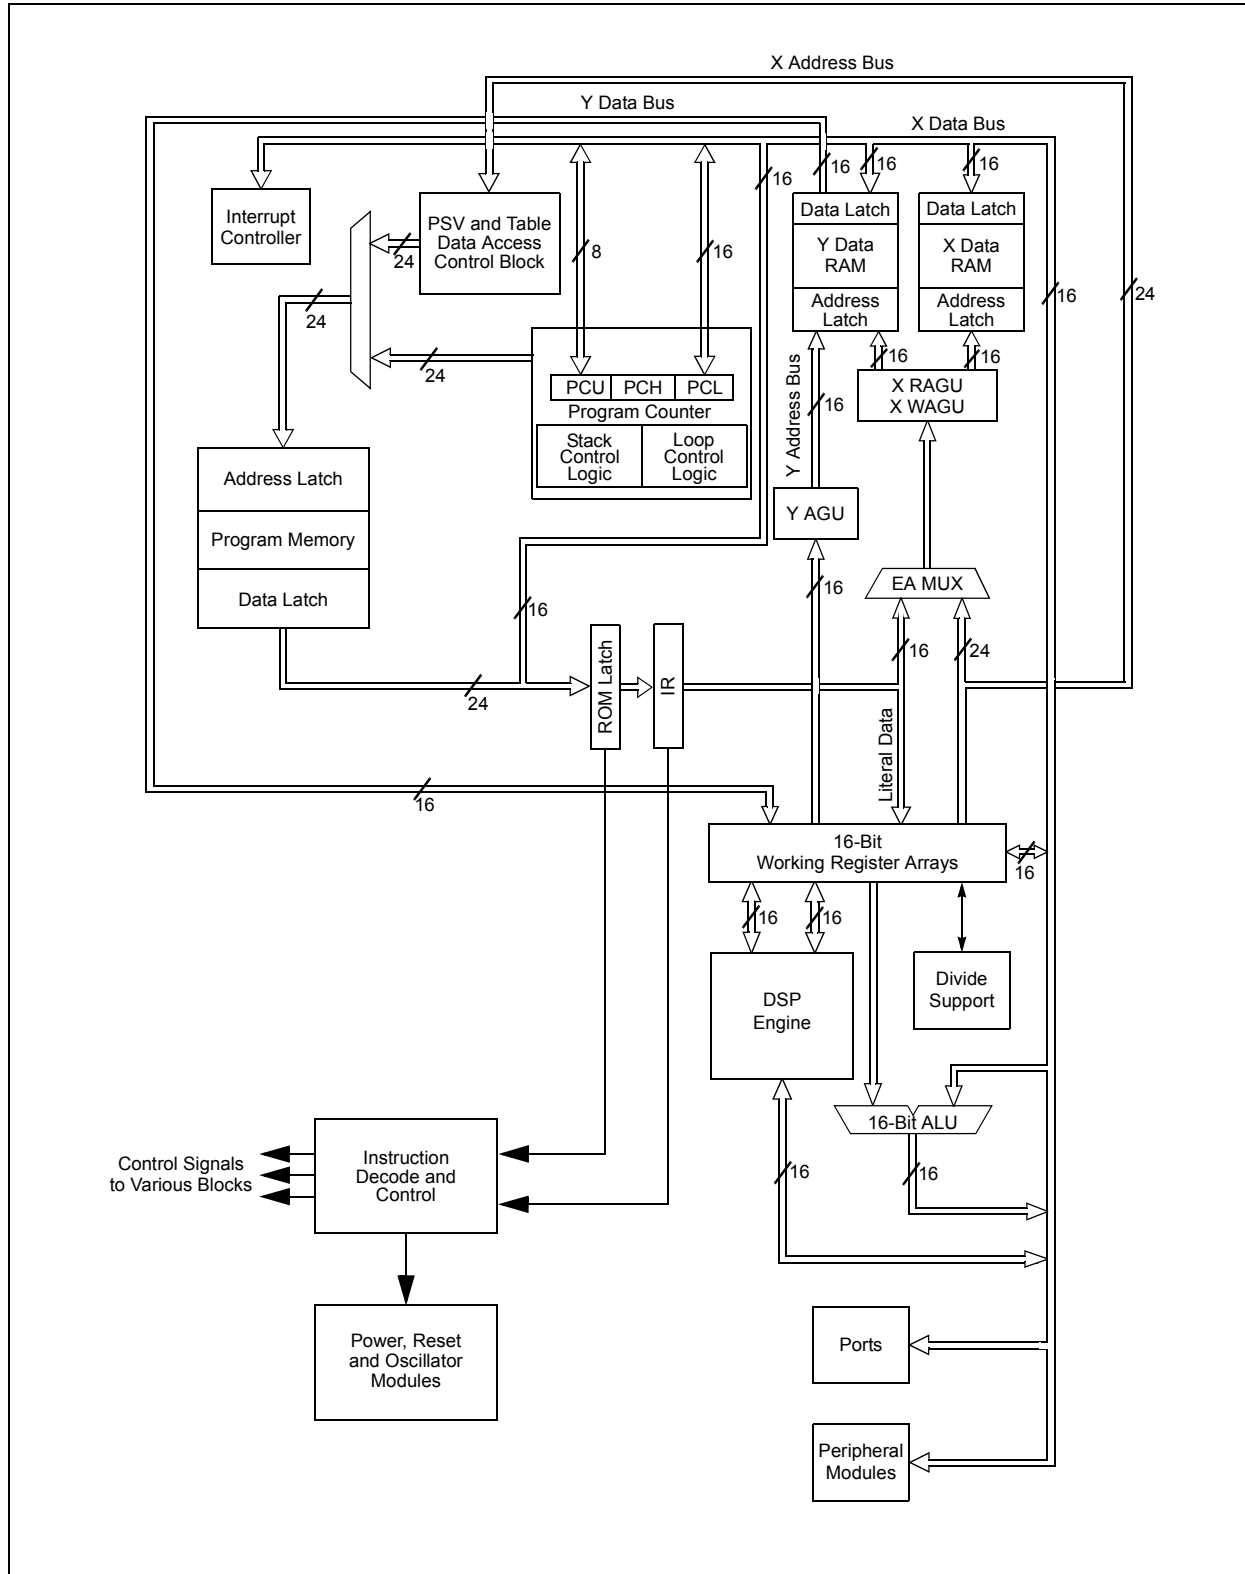 X Address Bus
Y Data Bus
X Data Bus
16
16
16
16
Interrupt
Controller
PSV and Table
Data Access
Control Block
Data Latch
Y Data
RAM
Address
Latch
Data Latch
X Data
RAM
Address
Latch
24
8
16
16
24
24
24
16
16
PCU
PCH
PCL
Program Counter
Stack
Control
Logic
Loop
Control
Logic
Y Address Bus
16
X RAGU
X WAGU
Address Latch
Program Memory
Data Latch
Y AGU
EA MUX
16
16
16
24
24
ROM Latch
IR
Literal Data
16
16-Bit
Working Register Arrays
16
16
16
DSP
Engine
Divide
Support
16-Bit ALU
16
16
Control Signals
to Various Blocks
Instruction
Decode and
Control
Power, Reset
and Oscillator
Modules
Ports
Peripheral
Modules